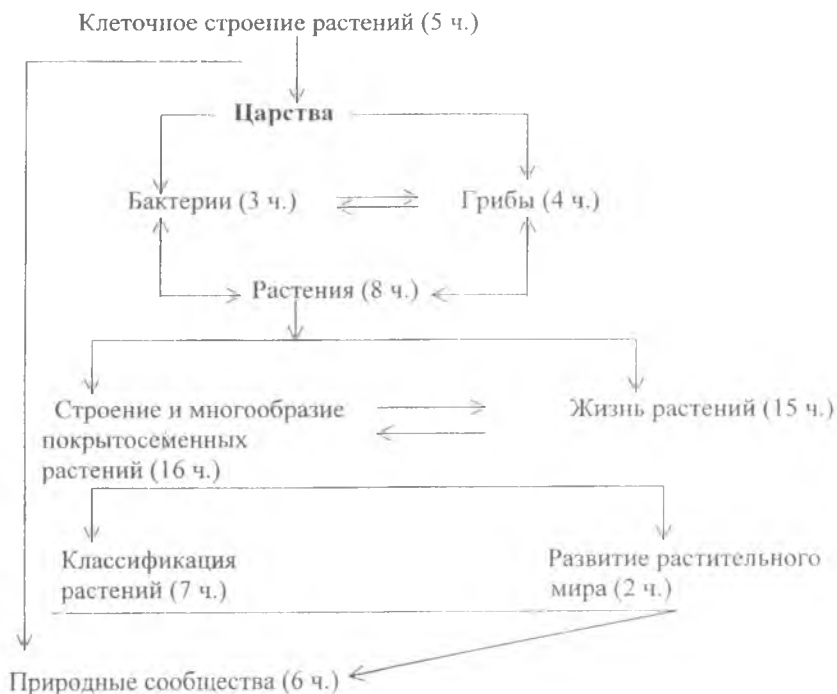 Клеточное строение растений (5 ч.)
Царства
Бактерии (3 ч.)
Грибы (4 ч.)
Растения (8 ч.)
Строение и многообразие
покрытосеменных
растений (16 ч.)
Жизнь растений (15 ч.)
Классификация
растений (7 ч.)
Развитие растительного
мира (2 ч.)
Природные сообщества (6 ч.)